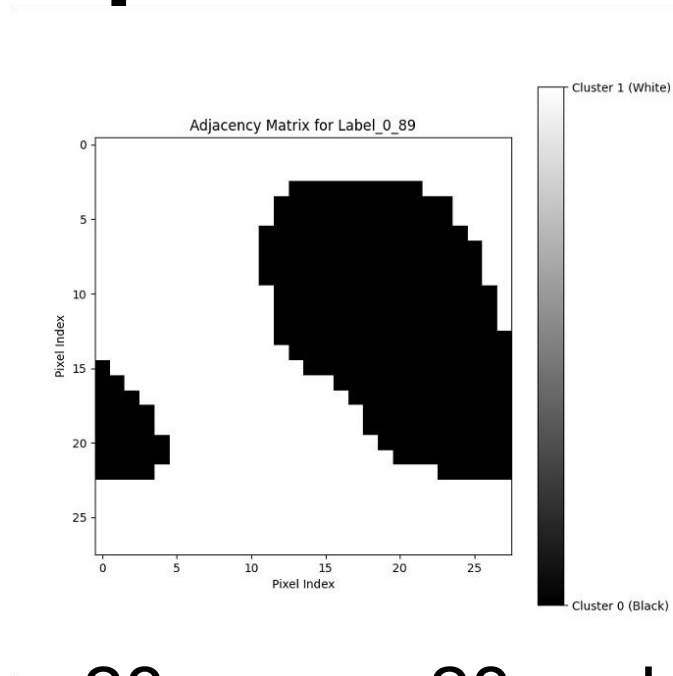 Adjacency Matrix for Label_0_89
Cluster 1 (White)
0
5
10
15
20
25
Pixel Index
0 5 10 15 20 25
Pixel Index
Cluster 0 (Black)